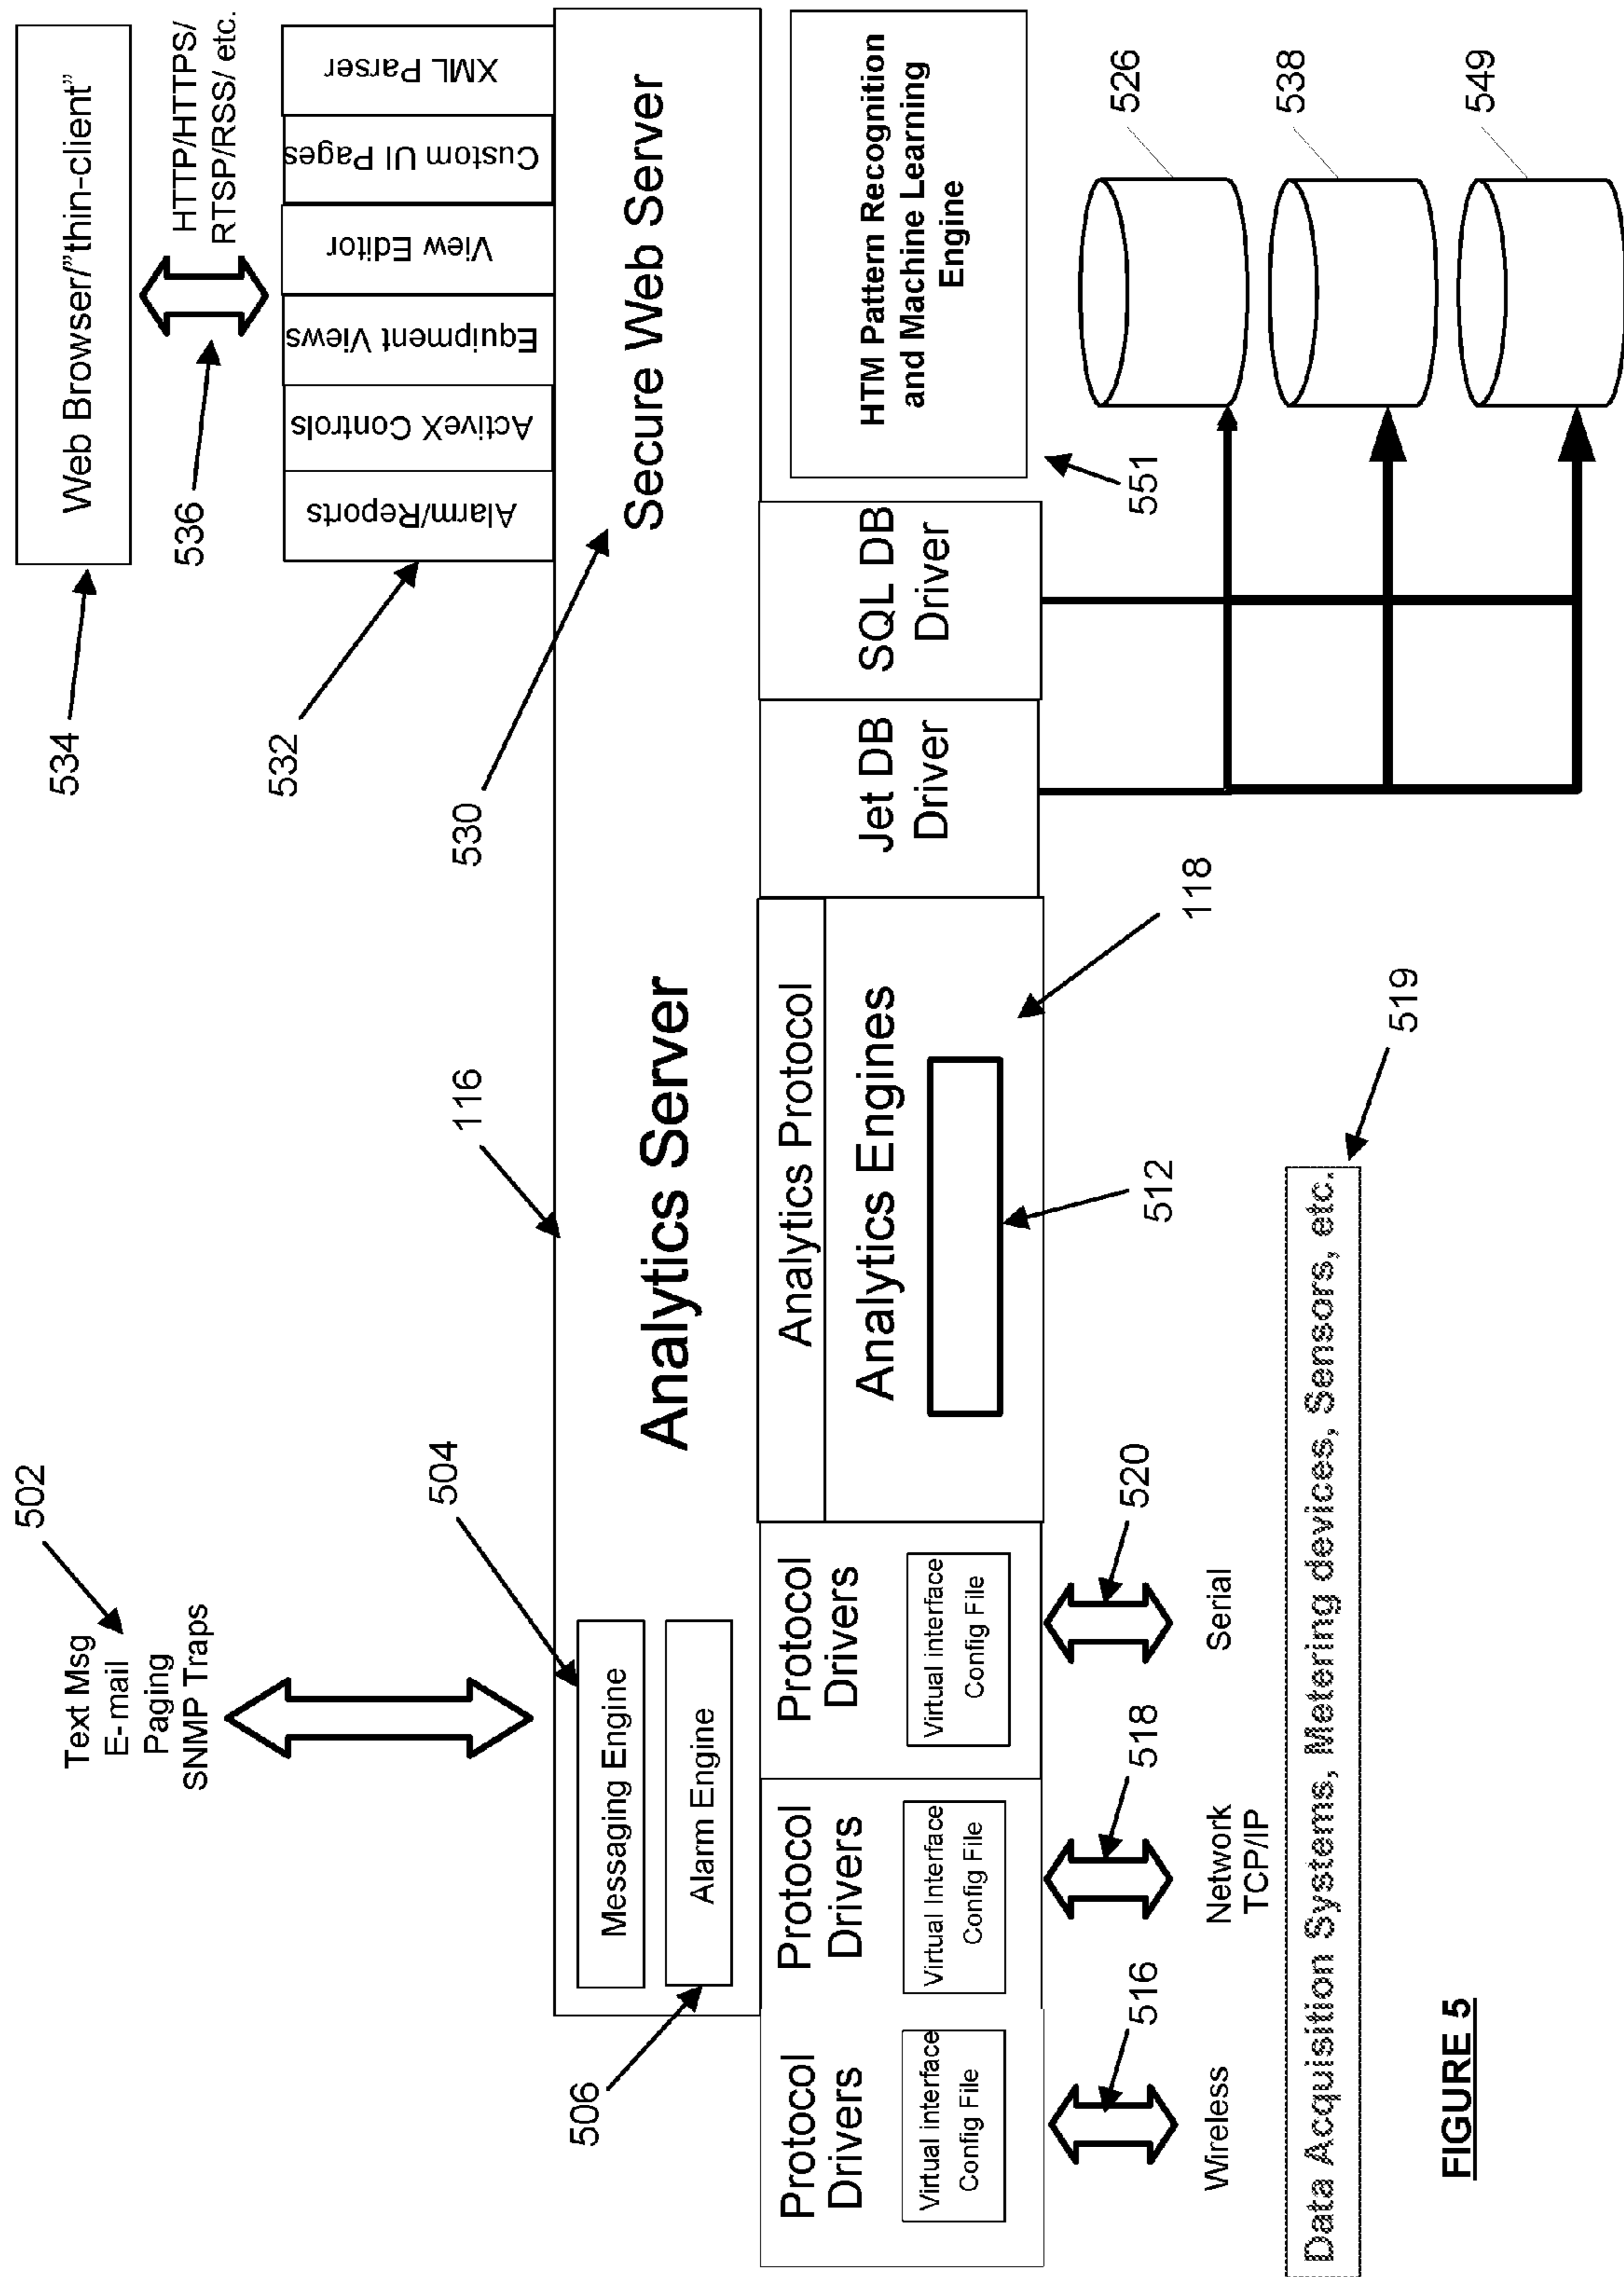 502
Text Msg
E-mail
Paging
SNMP Traps
504
116
534
Web Browser/"thin-client"
536
HTTP/HTTPS/
RTSP/RSS/ etc.
532
Alarm/Reports
ActiveX Controls
Equipment Views
View Editor
Custom UI Pages
XML Parser
530
Messaging Engine
Alarm Engine
506
Analytics Server
Secure Web Server
Protocol
Drivers
Virtual interface
Config File
Protocol
Drivers
Virtual Interface
Config File
Protocol
Drivers
Virtual interface
Config File
Analytics Protocol
Analytics Engines
512
118
Jet DB
Driver
SQL DB
Driver
HTM Pattern Recognition
and Machine Learning
Engine
551
516
518
520
Wireless
Network
TCP/IP
Serial
526
538
549
519
Data Acquisition Systems, Metering devices, Sensors, etc.
FIGURE 5